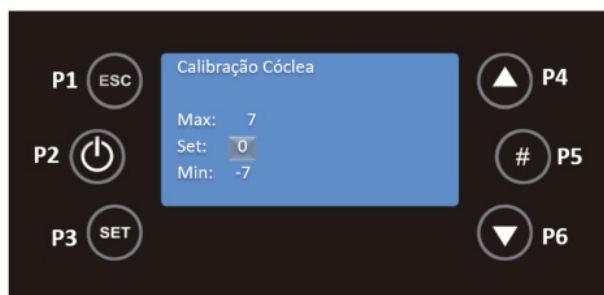 P1 ESC
P2
P3 SET
Calibração Cóclea
Max: 7
Set: 0
Min: -7
P4
# P5
P6